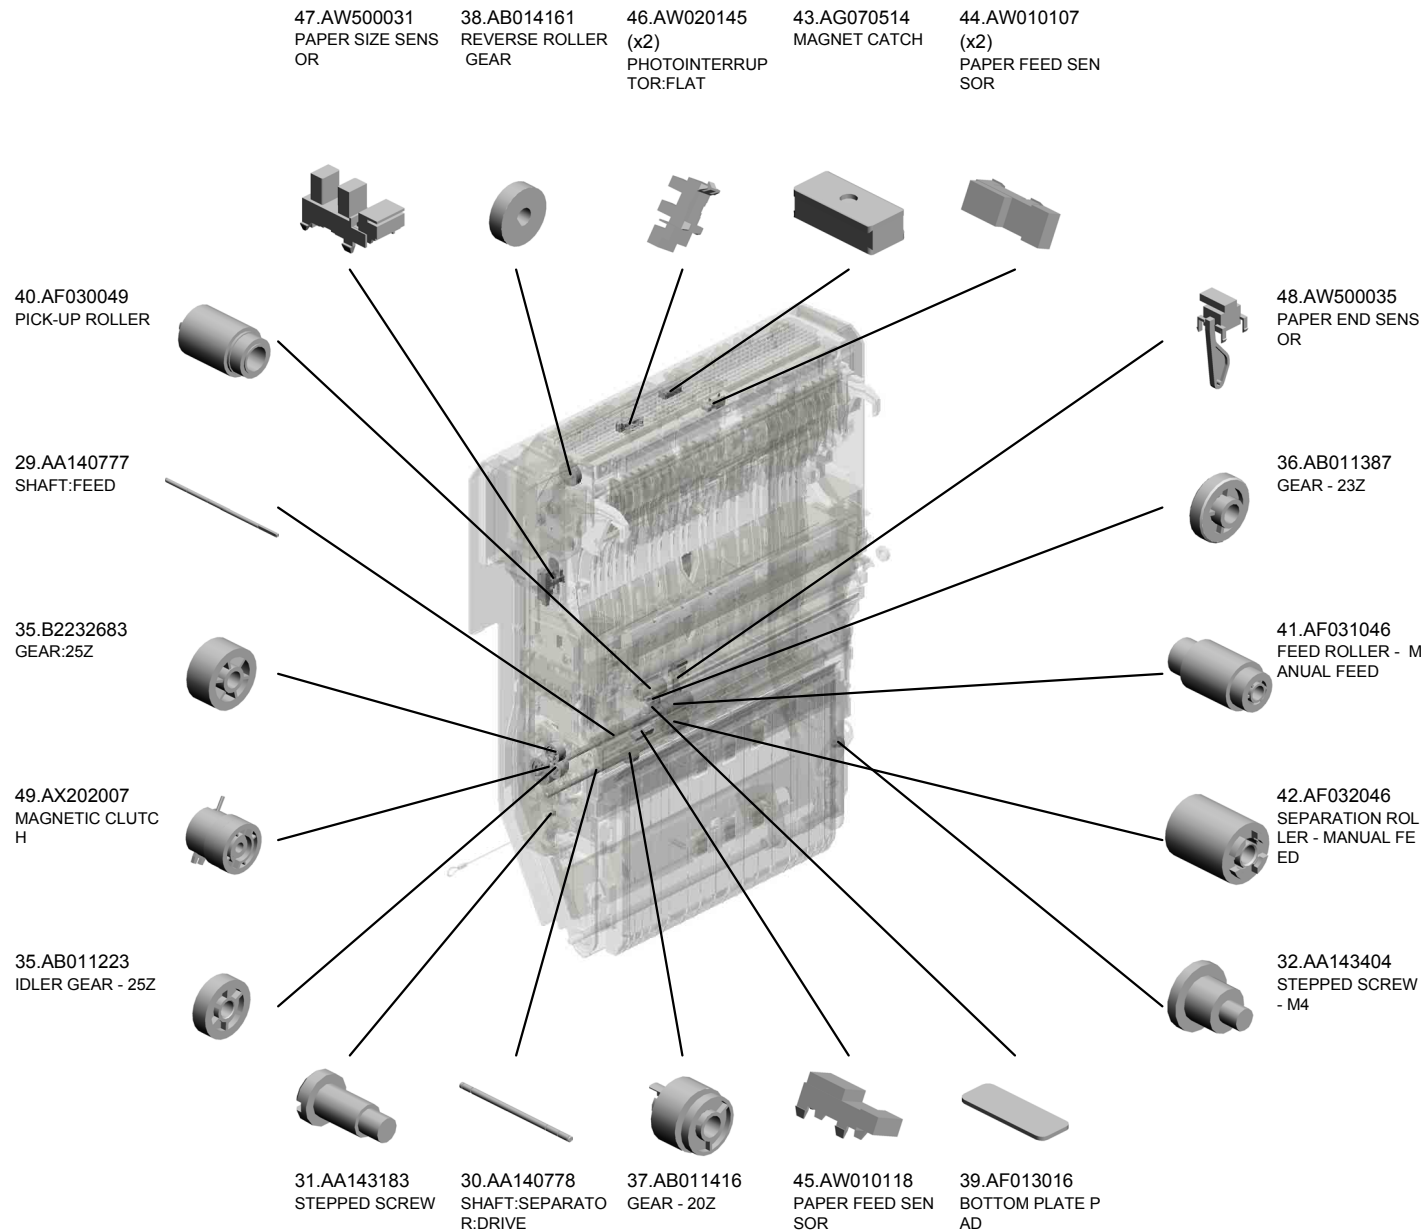 47.AW500031
PAPER SIZE SENS
OR
38.AB014161
REVERSE ROLLER
GEAR
46.AW020145
(x2)
PHOTOINTERRUP
TOR:FLAT
43.AG070514
MAGNET CATCH
44.AW010107
(x2)
PAPER FEED SEN
SOR
40.AF030049
PICK-UP ROLLER
48.AW500035
PAPER END SENS
OR
29.AA140777
SHAFT:FEED
36.AB011387
GEAR - 23Z
35.B2232683
GEAR:25Z
41.AF031046
FEED ROLLER - M
ANUAL FEED
49.AX202007
MAGNETIC CLUTC
H
42.AF032046
SEPARATION ROL
LER - MANUAL FE
ED
35.AB011223
IDLER GEAR - 25Z
32.AA143404
STEPPED SCREW
- M4
31.AA143183
STEPPED SCREW
30.AA140778
SHAFT:SEPARATO
R:DRIVE
37.AB011416
GEAR - 20Z
45.AW010118
PAPER FEED SEN
SOR
39.AF013016
BOTTOM PLATE P
AD